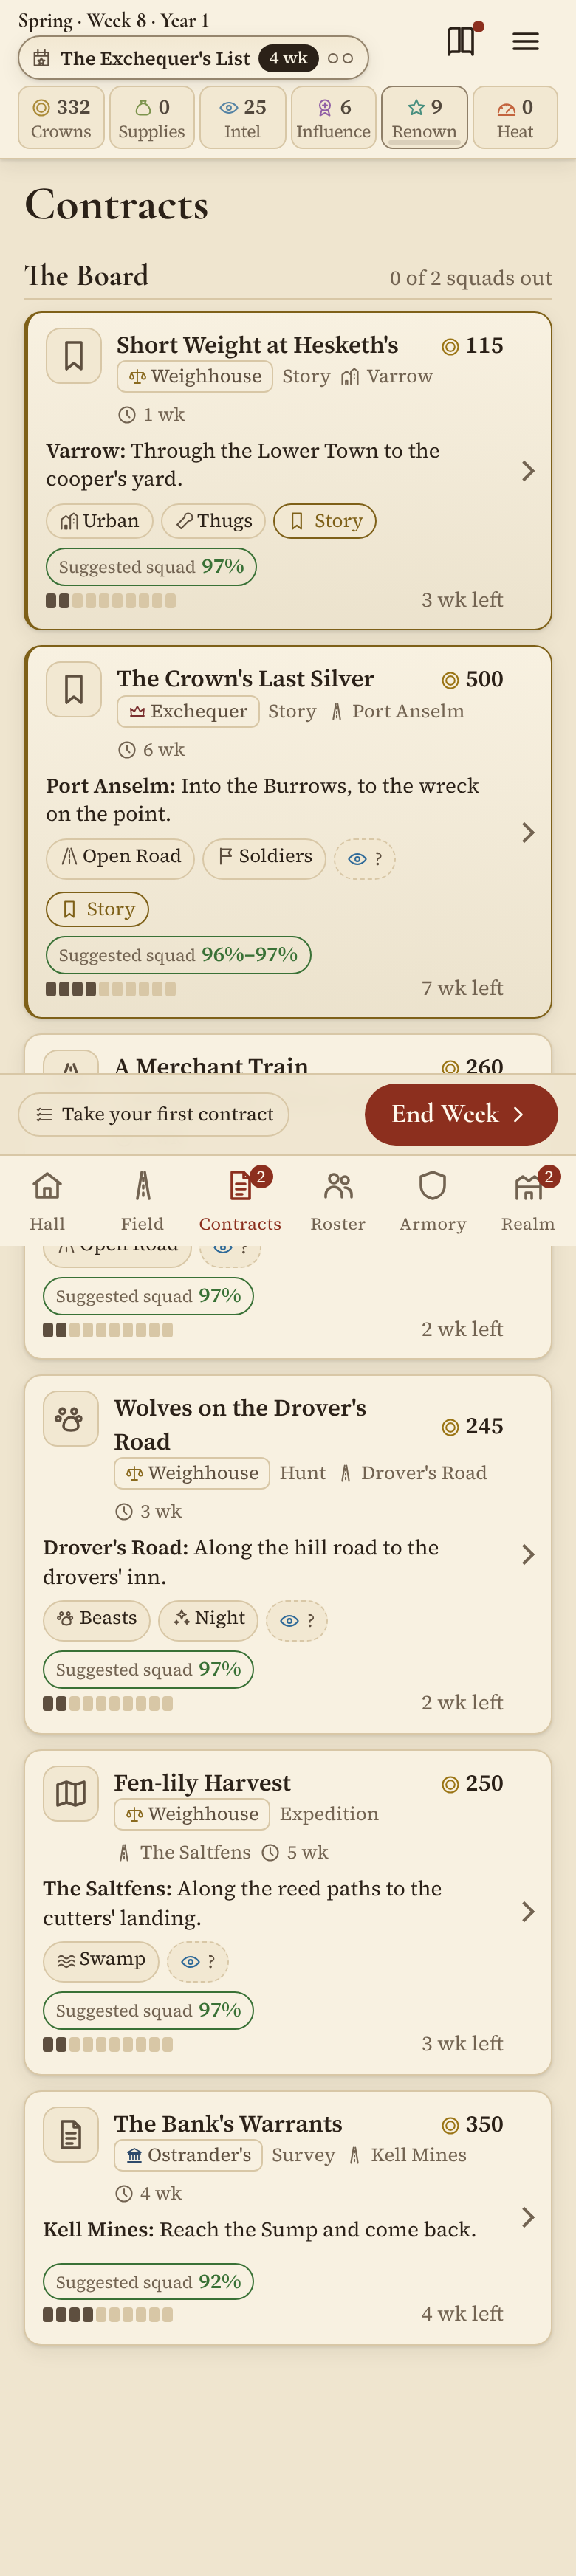 Spring · Week 8 · Year 1
The Exchequer's List 4 wk
332 0 25 6 9 0
Crowns Supplies Intel Influence Renown Heat
Contracts
The Board 0 of 2 squads out
Short Weight at Hesketh's 115
Weighhouse Story Varrow
1 wk
Varrow: Through the Lower Town to the
cooper's yard.
Urban Thugs Story
Suggested squad 97%
3 wk left
The Crown's Last Silver 500
Exchequer Story Port Anselm
6 wk
Port Anselm: Into the Burrows, to the wreck
on the point.
Open Road Soldiers ?
Story
Suggested squad 96%–97%
7 wk left
A Merchant Train 260
Take your first contract End Week
2 2
Hall Field Contracts Roster Armory Realm
Open Road ?
Suggested squad 97%
2 wk left
Wolves on the Drover's
Road 245
Weighhouse Hunt Drover's Road
3 wk
Drover's Road: Along the hill road to the
drovers' inn.
Beasts Night ?
Suggested squad 97%
2 wk left
Fen-lily Harvest 250
Weighhouse Expedition
The Saltfens 5 wk
The Saltfens: Along the reed paths to the
cutters' landing.
Swamp ?
Suggested squad 97%
3 wk left
The Bank's Warrants 350
Ostrander's Survey Kell Mines
4 wk
Kell Mines: Reach the Sump and come back.
Suggested squad 92%
4 wk left